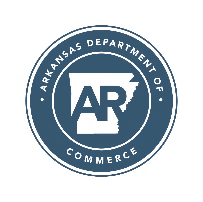 • ARKANSAS DEPARTMENT OF •
AR
COMMERCE